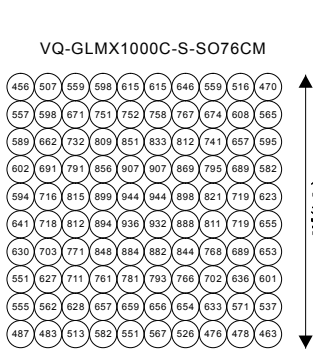 VQ-GLMX1000C-S-SO76CM
456 507 559 598 615 615 646 559 516 470
557 598 671 751 752 758 767 674 608 565
589 662 732 809 851 833 812 741 657 595
602 691 791 856 907 907 869 795 689 582
594 716 815 899 944 944 898 821 719 623
641 718 812 894 936 932 888 811 719 655
630 703 771 848 884 882 844 768 689 653
551 627 711 761 781 793 766 702 636 601
555 562 628 657 659 656 654 633 571 537
487 483 513 582 551 567 526 476 478 463